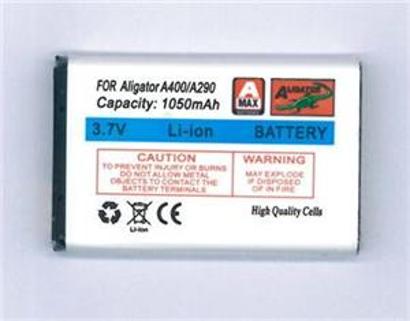 FOR Aligator A400/A290
Capacity: 1050mAh
A
MAX
ALIGATOR
3.7V Li-ion BATTERY
CAUTION
TO PREVENT INJURY OR
BURNS, DO NOT ALLOW METAL
OBJECTS TO CONTACT OR SHORT
THE BATTERY TERMINALS
WARNING
MAY EXPLODE
IF DISPOSED
OF IN FIRE
High Quality Cells
Li-ion